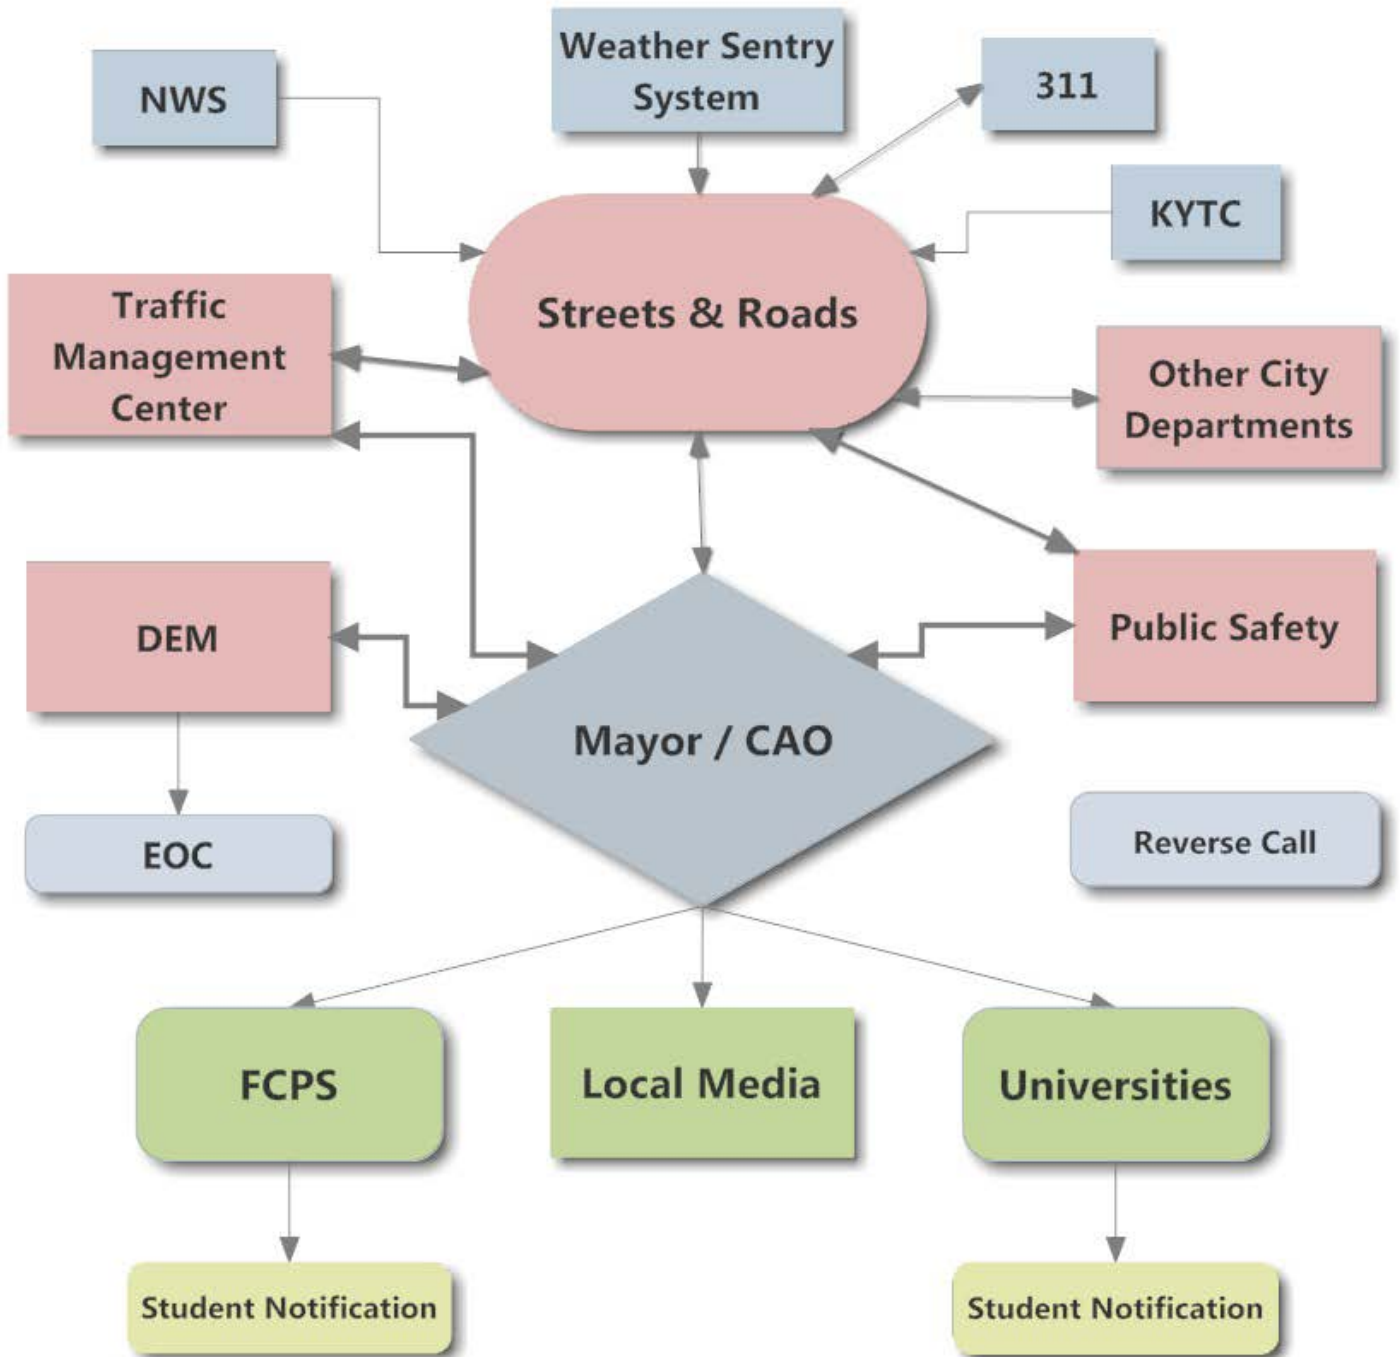 Weather Sentry
System
NWS
311
KYTC
Streets & Roads
Traffic
Management
Center
Other City
Departments
DEM
Public Safety
Mayor / CAO
EOC
Reverse Call
FCPS
Local Media
Universities
Student Notification
Student Notification